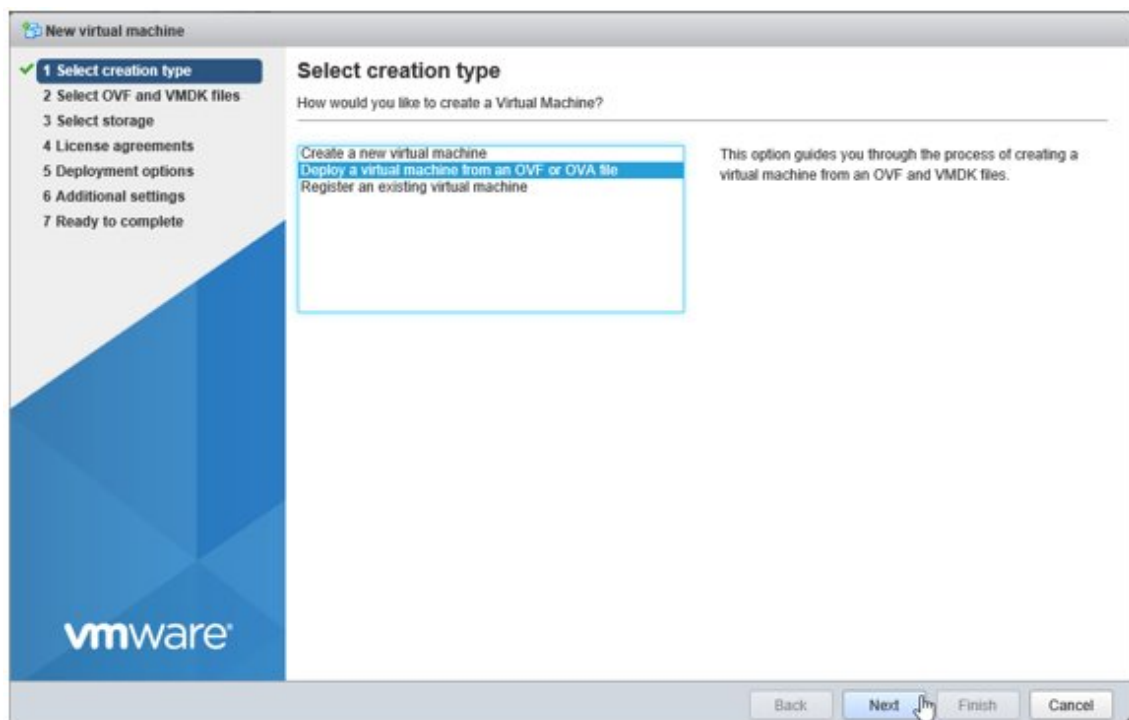 New virtual machine
1 Select creation type
2 Select OVF and VMDK files
3 Select storage
4 License agreements
5 Deployment options
6 Additional settings
7 Ready to complete
vmware®
Select creation type
How would you like to create a Virtual Machine?
Create a new virtual machine
Deploy a virtual machine from an OVF or OVA file
Register an existing virtual machine
This option guides you through the process of creating a
virtual machine from an OVF and VMDK files.
Back Next Finish Cancel